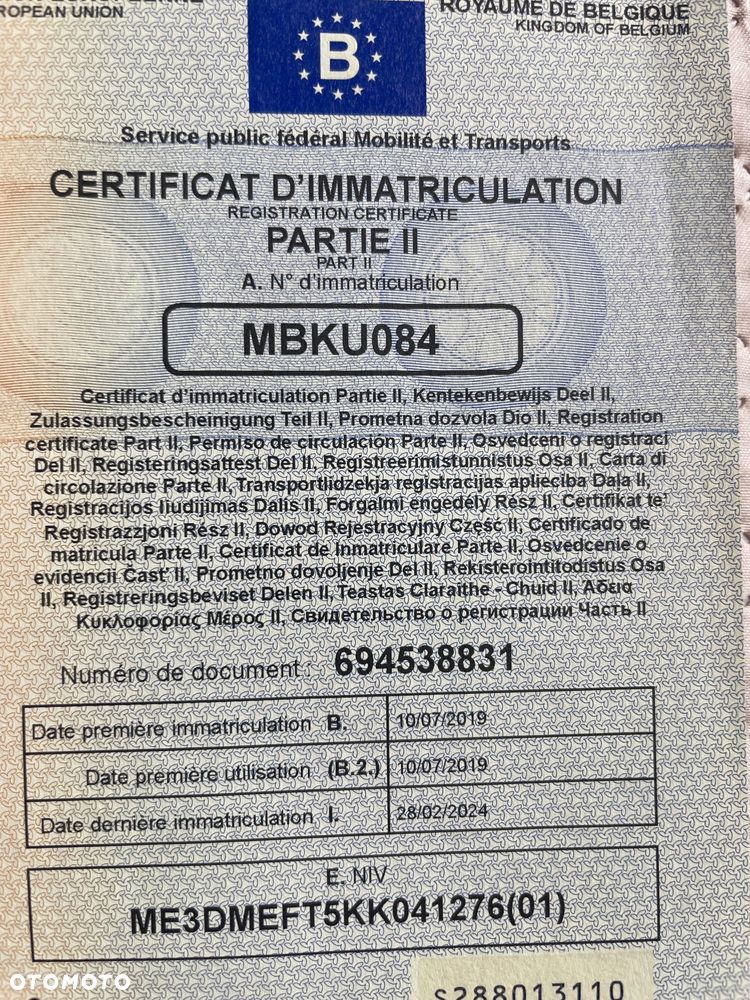 ROPEAN UNION
ROYAUME DE BELGIQUE
KINGDOM OF BELGIUM
B
Service public fédéral Mobilité et Transports
CERTIFICAT D'IMMATRICULATION
REGISTRATION CERTIFICATE
PARTIE II
PART II
A. N° d'immatriculation
MBKU084
Certificat d'immatriculation Partie II, Kentekenbewijs Deel II,
Zulassungsbescheinigung Teil II, Prometna dozvola Dio II, Registration
certificate Part II, Permiso de circulación Parte II, Osvedceni o registraci
Del II, Registeringsattest Del II, Registreerimistunnistus Osa II, Carta di
circolazione Parte II, Transportlidzekja registracijas aplieciba Dala II,
Registracijos liudijimas Dalis II, Forgalmi engedély Rész II, Certifikat te'
Registrazzjoni Rész II, Dowod Rejestracyjny Część II, Certificado de
matricula Parte II, Certificat de Inmatriculare Parte II, Osvedcenie o
evidencii Čast' II, Prometno dovoljenje Del II, Rekisterointitodistus Osa
II, Registreringsbeviset Delen II, Teastas Claraithe - Chuid II, Άδεια
Κυκλοφορίας Μέρος II, Свидетельство о регистрации Часть II
Numéro de document : 694538831
Date première immatriculation B. 10/07/2019
Date première utilisation (B.2.) 10/07/2019
Date dernière immatriculation I. 28/02/2024
E. NIV
ME3DMEFT5KK041276(01)
S288013110
OTOMOTO